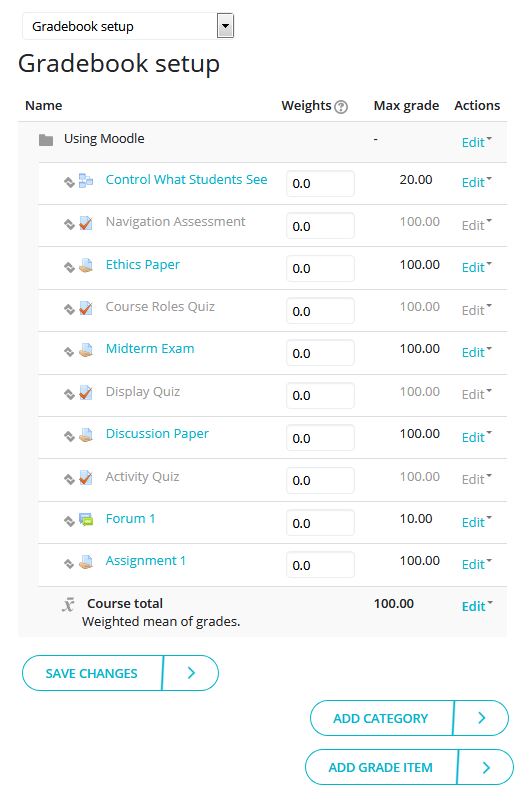 Gradebook setup
Gradebook setup
Name Weights ? Max grade Actions
Using Moodle - Edit
Control What Students See 0.0 20.00 Edit
Navigation Assessment 0.0 100.00 Edit
Ethics Paper 0.0 100.00 Edit
Course Roles Quiz 0.0 100.00 Edit
Midterm Exam 0.0 100.00 Edit
Display Quiz 0.0 100.00 Edit
Discussion Paper 0.0 100.00 Edit
Activity Quiz 0.0 100.00 Edit
Forum 1 0.0 10.00 Edit
Assignment 1 0.0 100.00 Edit
x̄ Course total 100.00 Edit
Weighted mean of grades.
SAVE CHANGES
ADD CATEGORY
ADD GRADE ITEM